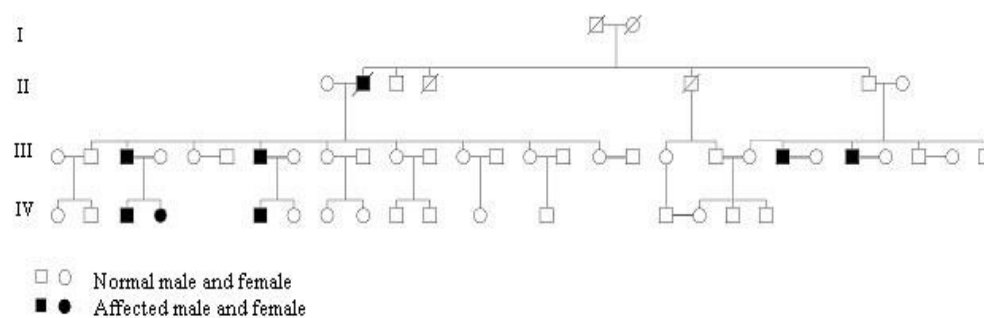 I
II
III
IV
Normal male and female
Affected male and female